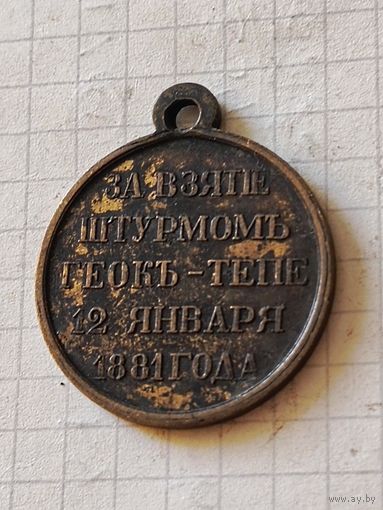 ЗА ВЗЯТІЕ
ШТУРМОМЪ
ГЕОКЪ-ТЕПЕ
12 ЯНВАРЯ
1881 ГОДА
www.ay.by